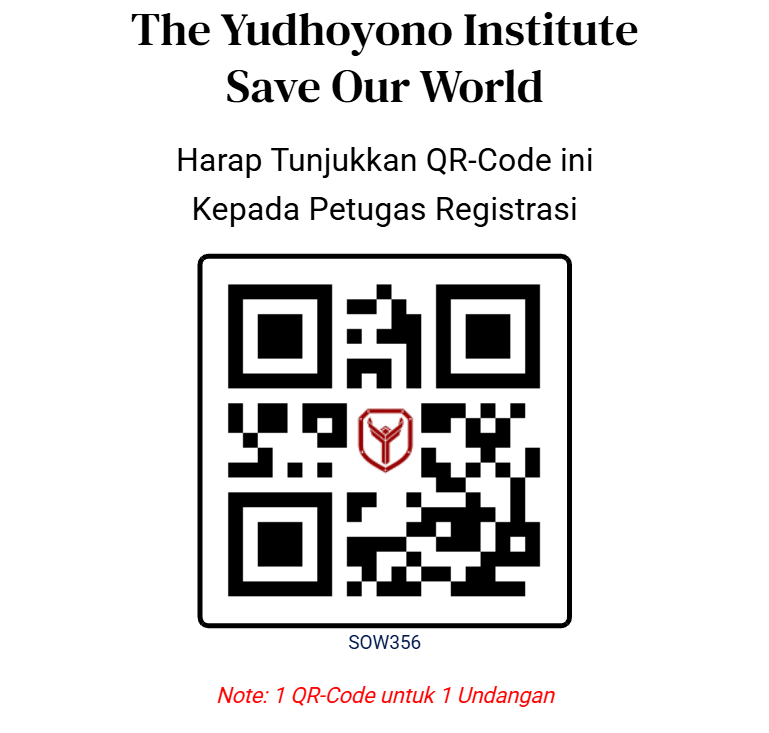 The Yudhoyono Institute
Save Our World
Harap Tunjukkan QR-Code ini
Kepada Petugas Registrasi
SOW356
Note: 1 QR-Code untuk 1 Undangan